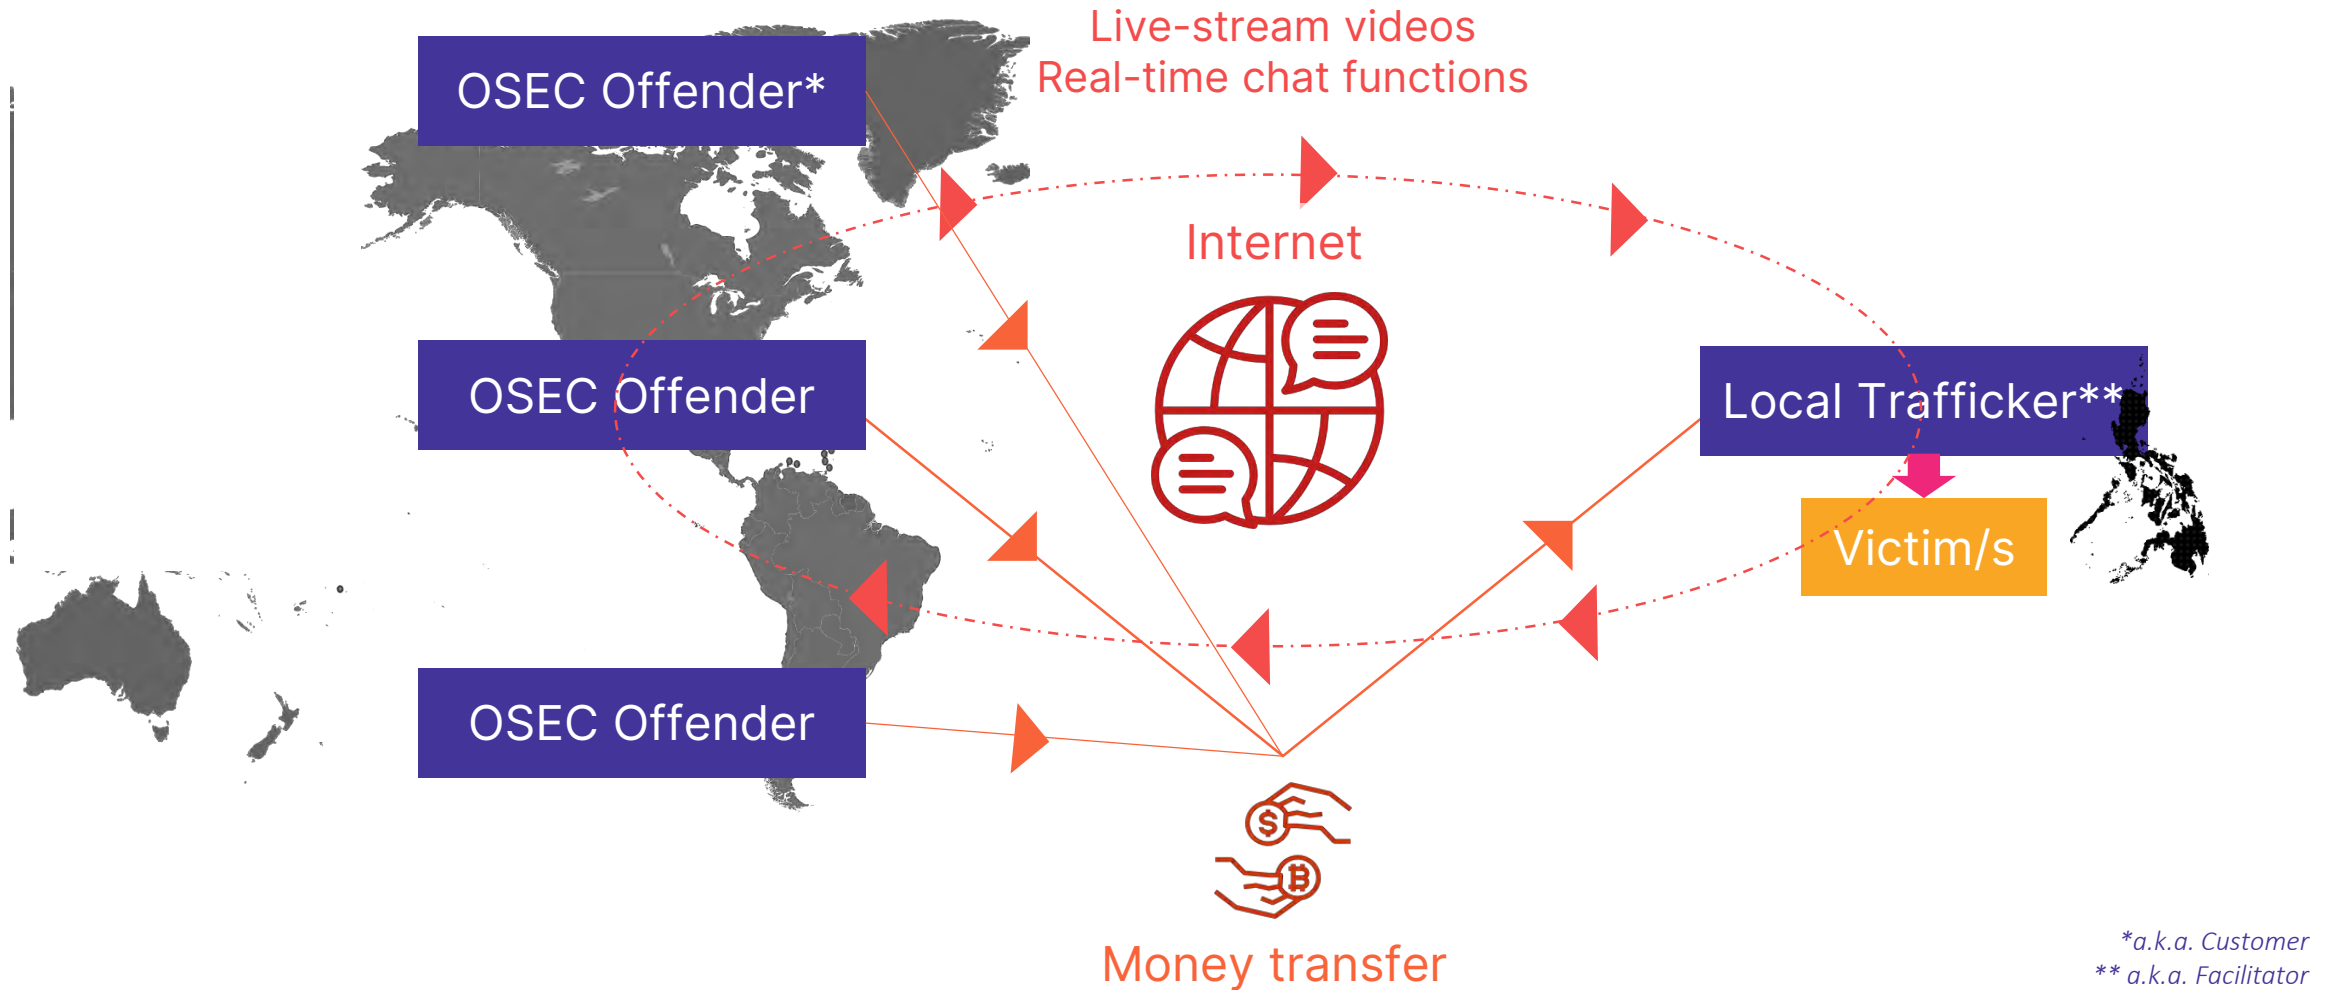 Live-stream videos
Real-time chat functions
OSEC Offender*
Internet
OSEC Offender
Local Trafficker**
Victim/s
OSEC Offender
$
B
Money transfer
*a.k.a. Customer
** a.k.a. Facilitator